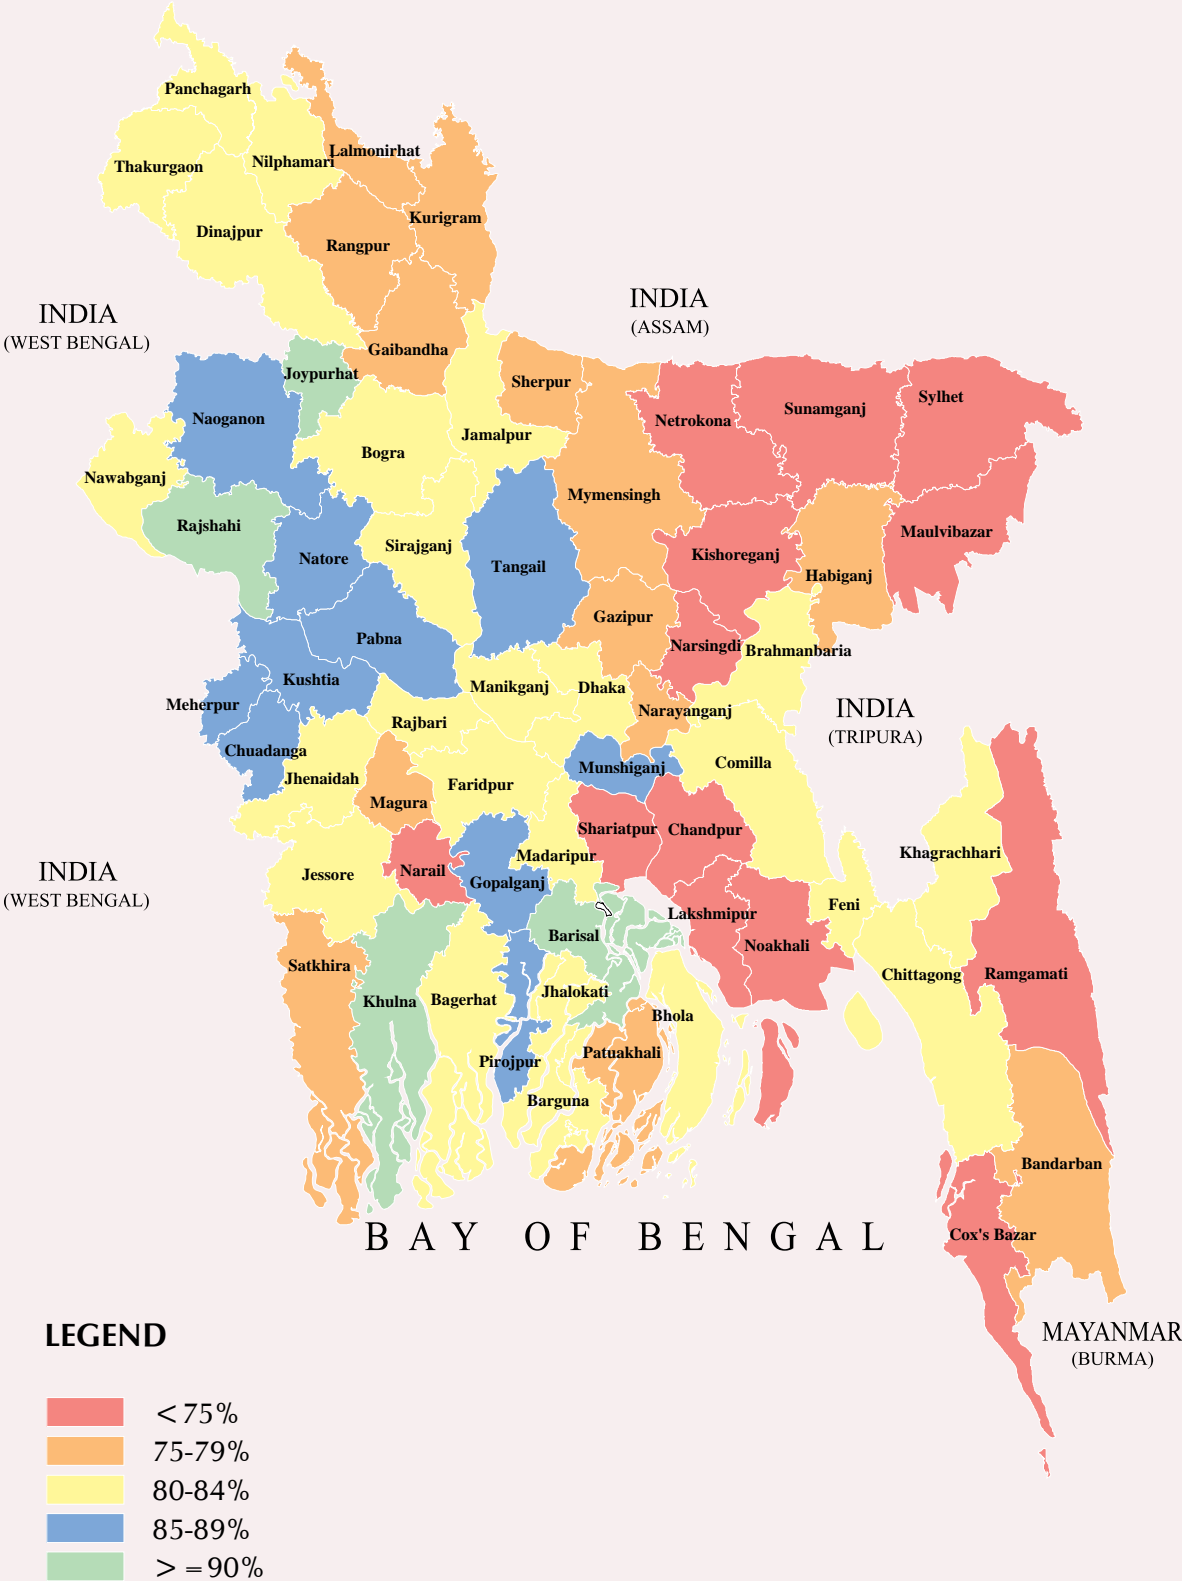 Panchagarh
Thakurgaon
Nilphamari
Lalmonirhat
Dinajpur
Rangpur
Kurigram
INDIA
(WEST BENGAL)
INDIA
(ASSAM)
Joypurhat
Gaibandha
Sherpur
Naoganon
Netrokona
Sunamganj
Sylhet
Bogra
Jamalpur
Nawabganj
Mymensingh
Rajshahi
Natore
Sirajganj
Tangail
Kishoreganj
Habiganj
Maulvibazar
Pabna
Gazipur
Narsingdi
Brahmanbaria
Kushtia
Meherpur
Manikganj
Dhaka
Narayanganj
INDIA
(TRIPURA)
Chuadanga
Rajbari
Jhenaidah
Munshiganj
Comilla
Faridpur
Magura
Shariatpur
Chandpur
Khagrachhari
INDIA
(WEST BENGAL)
Jessore
Narail
Madaripur
Gopalganj
Lakshmipur
Feni
Barisal
Noakhali
Satkhira
Chittagong
Ramgamati
Khulna
Bagerhat
Jhalokati
Bhola
Pirojpur
Patuakhali
Barguna
Bandarban
Cox's Bazar
BAY OF BENGAL
MAYANMAR
(BURMA)
LEGEND
<75%
75-79%
80-84%
85-89%
>=90%